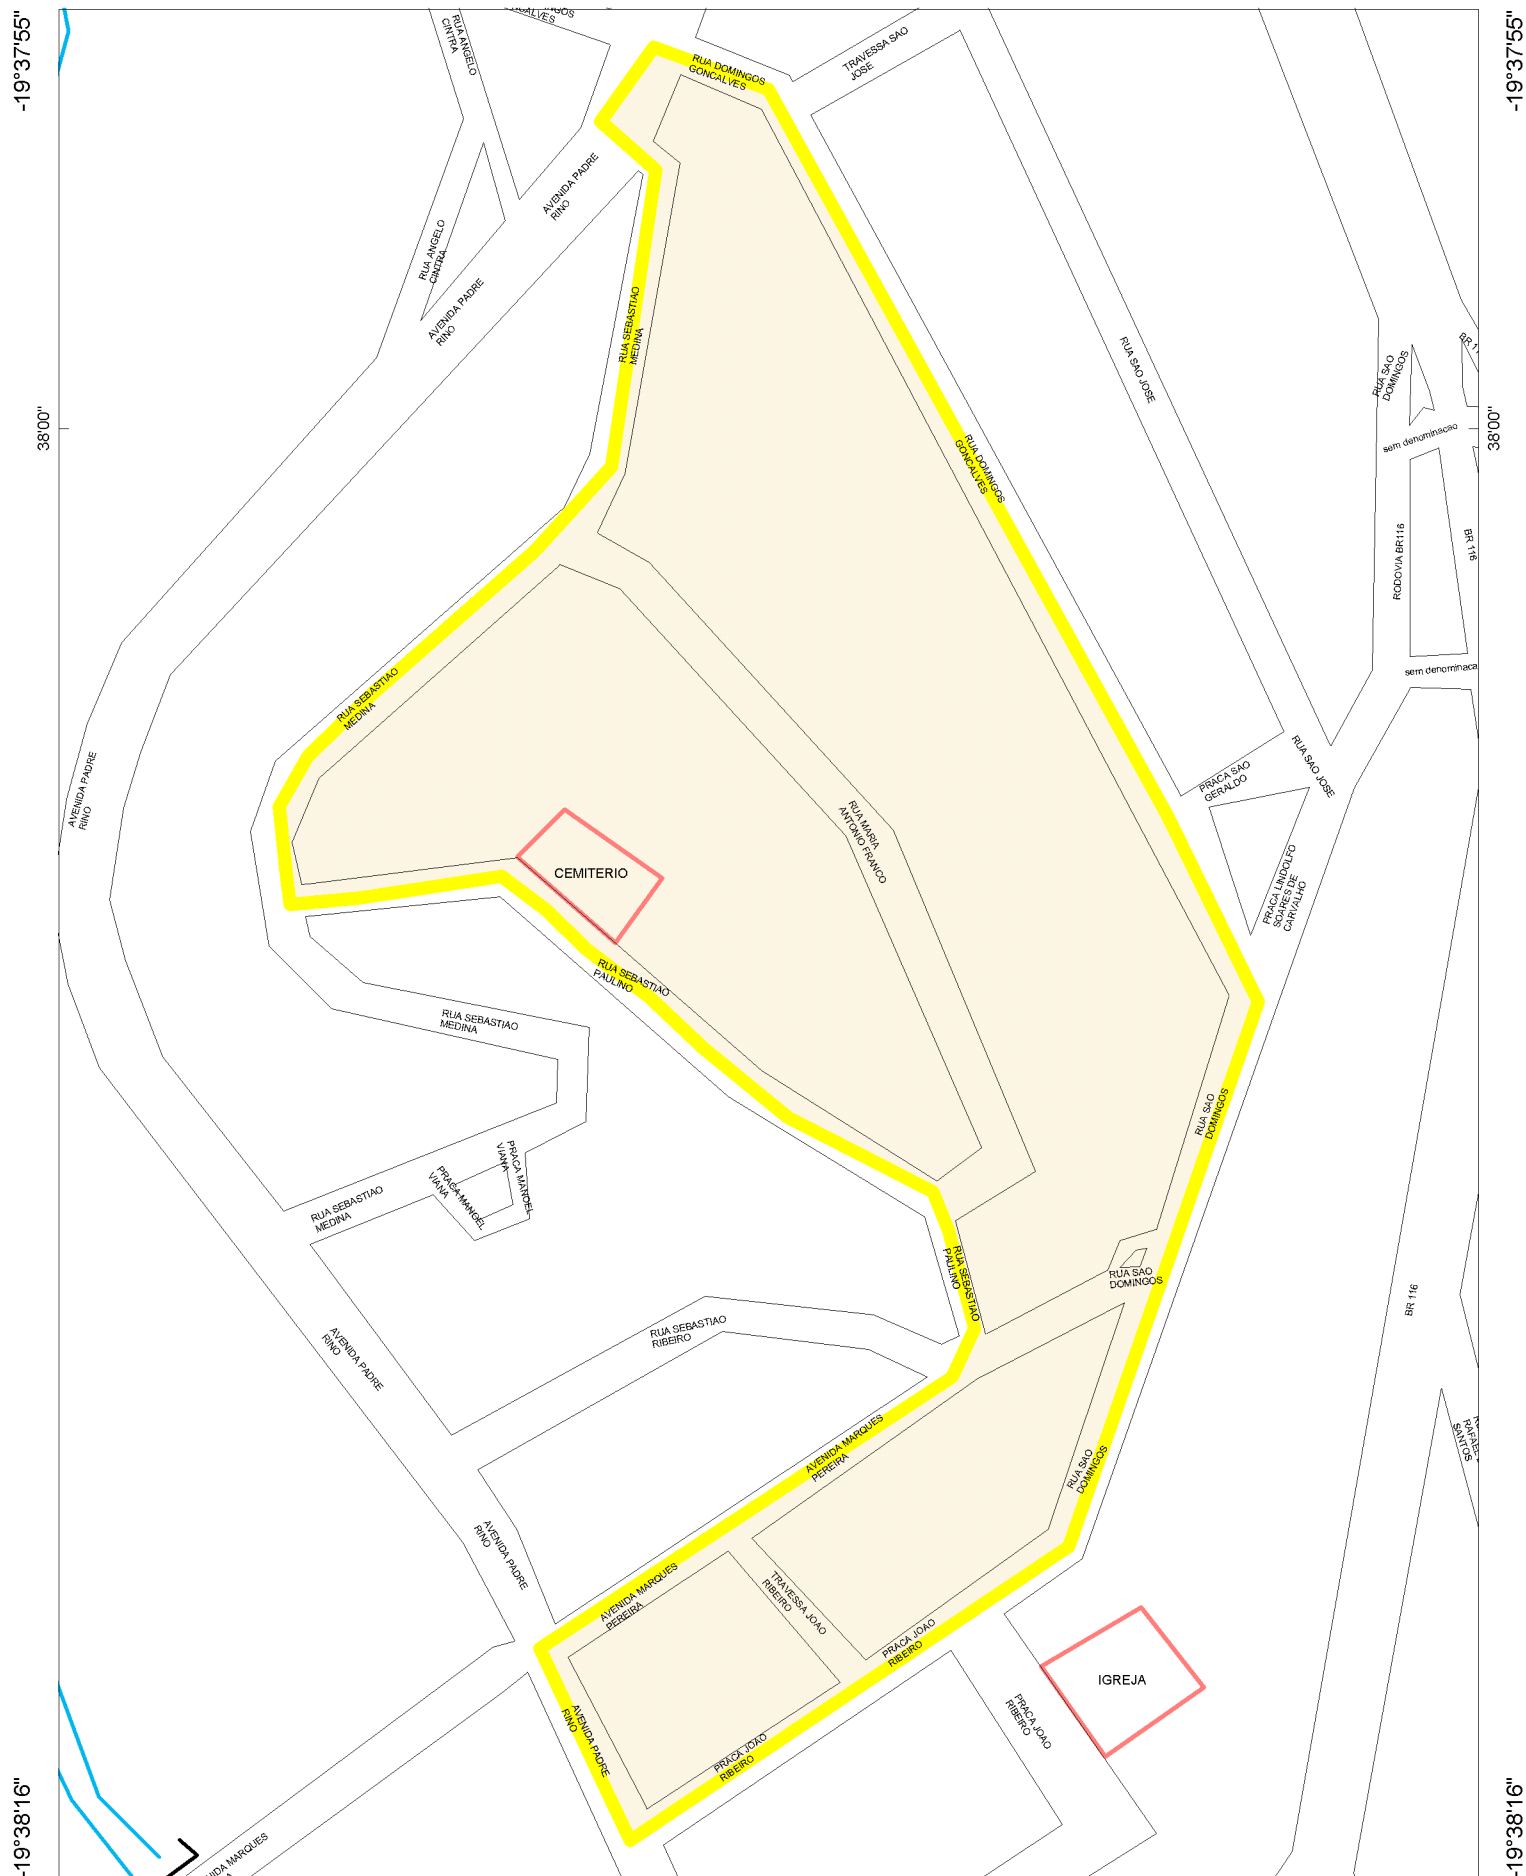 -19°37'55"
-19°37'55"
GONCALVES
RUA ANGELO
CINTRA
RUA DOMINGOS
GONCALVES
TRAVESSA SAO
JOSE
AVENIDA PADRE
RINO
RUA ANGELO
CINTRA
AVENIDA PADRE
RINO
RUA SEBASTIAO
MEDINA
RUA SAO JOSE
RUA SAO
DOMINGOS
38'00"
38'00"
sem denominacao
RUA DOMINGOS
GONCALVES
RODOVIA BR116
BR 116
sem denominaca
RUA SEBASTIAO
MEDINA
AVENIDA PADRE
RINO
RUA SAO JOSE
PRACA SAO
GERALDO
RUA MARIA
ANTONIO FRANCO
CEMITERIO
PRACA LINDOLFO
SOARES DE
CARVALHO
RUA SEBASTIAO
PAULINO
RUA SEBASTIAO
MEDINA
RUA SAO
DOMINGOS
PRACA MANOEL
VIANA
PRACA MANOEL
VIANA
RUA SEBASTIAO
MEDINA
RUA SEBASTIAO
PAULINO
RUA SAO
DOMINGOS
BR 116
RUA SEBASTIAO
RIBEIRO
AVENIDA PADRE
RINO
AVENIDA MARQUES
PEREIRA
RAFAEL
SANTOS
RUA SAO
DOMINGOS
AVENIDA PADRE
RINO
AVENIDA MARQUES
PEREIRA
TRAVESSA JOAO
RIBEIRO
PRACA JOAO
RIBEIRO
IGREJA
PRACA JOAO
RIBEIRO
AVENIDA PADRE
RINO
PRACA JOAO
RIBEIRO
-19°38'16"
-19°38'16"
NIDA MARQUES